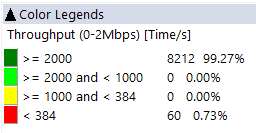 Color Legends
Throughput (0-2Mbps) [Time/s]
>= 2000 8212 99.27%
>= 2000 and < 1000 0 0.00%
>= 1000 and < 384 0 0.00%
< 384 60 0.73%